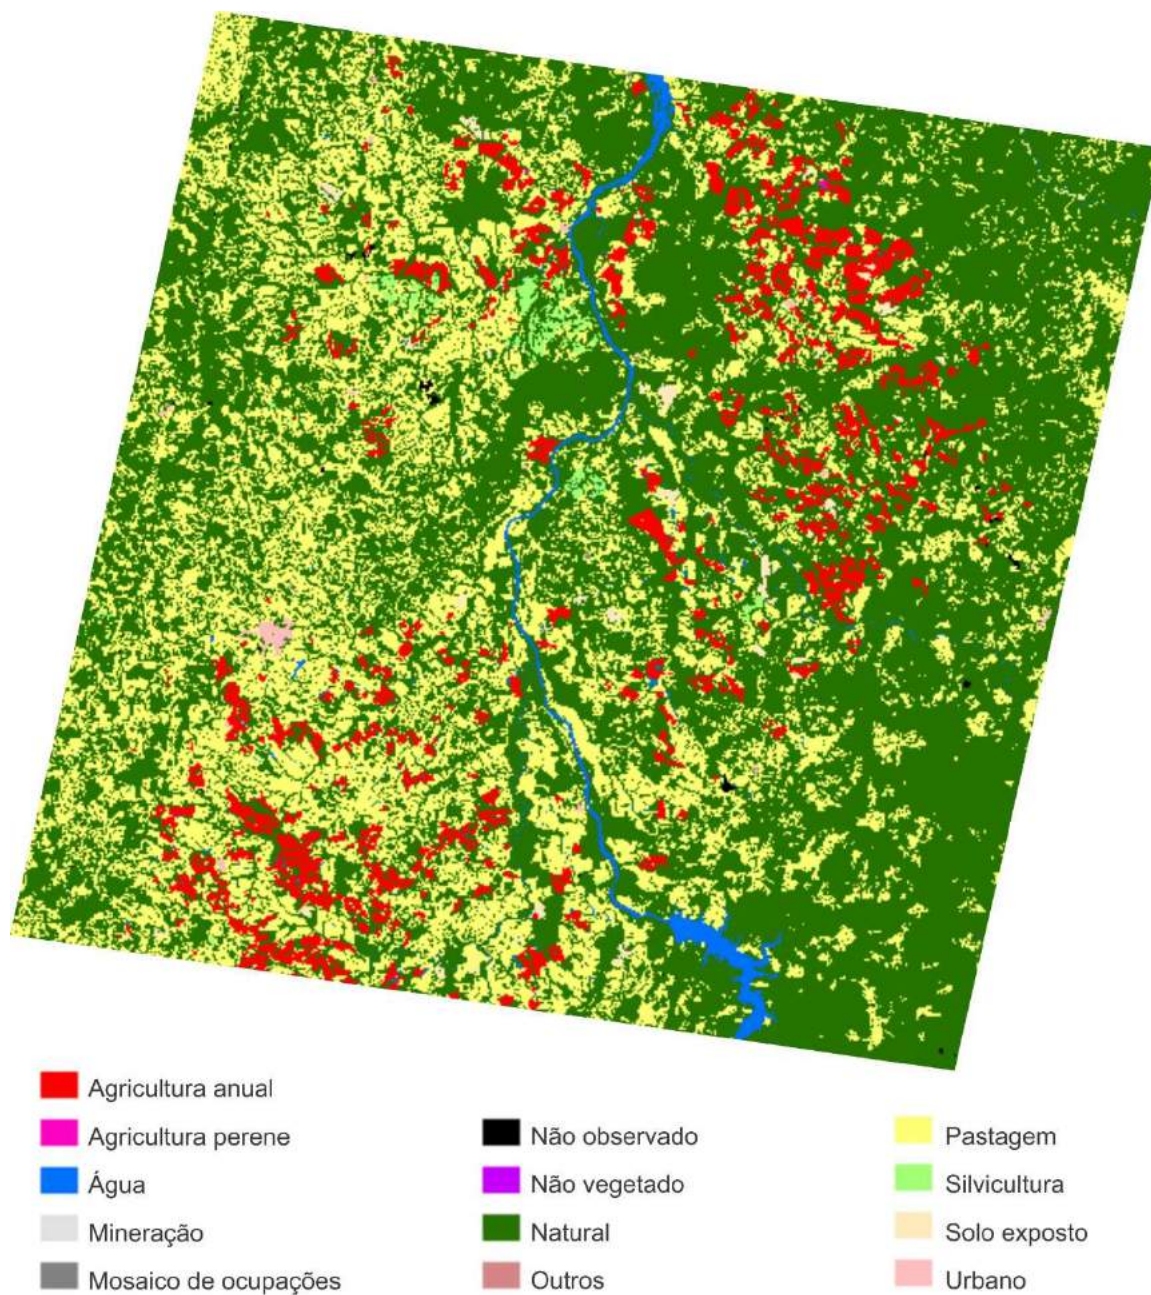 Agricultura anual
Agricultura perene
Água
Mineração
Mosaico de ocupações
Não observado
Não vegetado
Natural
Outros
Pastagem
Silvicultura
Solo exposto
Urbano